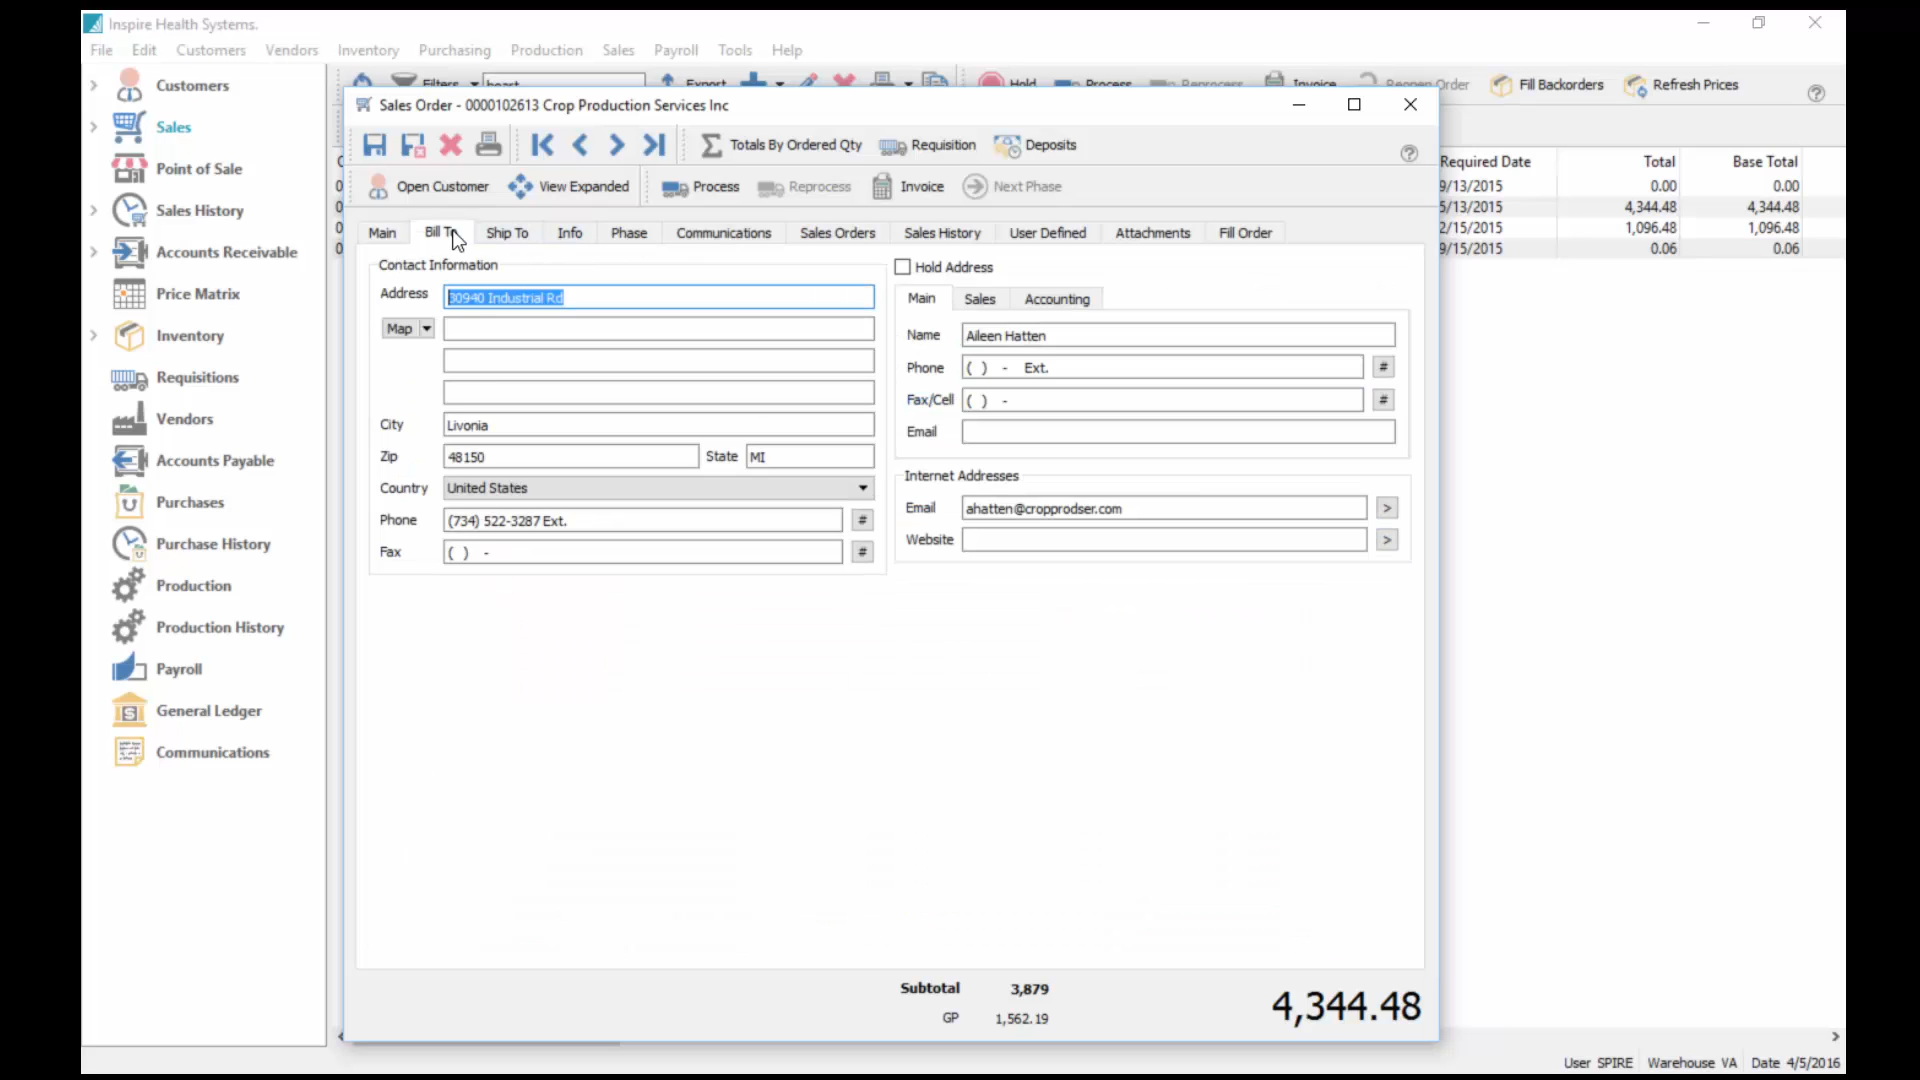 Inspire Health Systems.
File Edit Customers Vendors Inventory Purchasing Production Sales Payroll Tools Help
Filters Export Hold Process Reprocess Invoice Reopen Order Fill Backorders Refresh Prices
Customers
Sales
Point of Sale
Sales History
Accounts Receivable
Price Matrix
Inventory
Requisitions
Vendors
Accounts Payable
Purchases
Purchase History
Production
Production History
Payroll
General Ledger
Communications
Sales Order - 0000102613 Crop Production Services Inc
Totals By Ordered Qty Requisition Deposits
Open Customer View Expanded Process Reprocess Invoice Next Phase
Main Bill To Ship To Info Phase Communications Sales Orders Sales History User Defined Attachments Fill Order
Contact Information
Address 30940 Industrial Rd
Map
City Livonia
Zip 48150 State MI
Country United States
Phone (734) 522-3287 Ext. #
Fax ( ) - #
Hold Address
Main Sales Accounting
Name Aileen Hatten
Phone ( ) - Ext. #
Fax/Cell ( ) - #
Email
Internet Addresses
Email ahatten@cropprodser.com >
Website >
Subtotal 3,879
GP 1,562.19
4,344.48
Required Date Total Base Total
9/13/2015 0.00 0.00
5/13/2015 4,344.48 4,344.48
2/15/2015 1,096.48 1,096.48
9/15/2015 0.06 0.06
User SPIRE Warehouse VA Date 4/5/2016